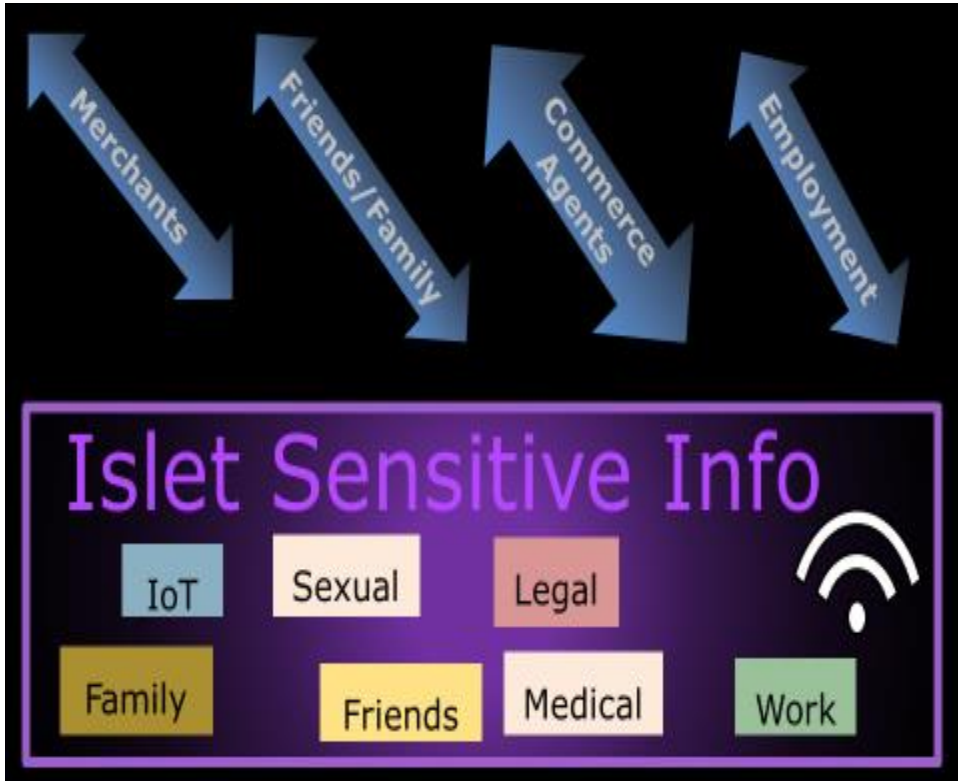 Merchants
Friends/Family
Commerce
Agents
Employment
Islet Sensitive Info
IoT
Sexual
Legal
Family
Friends
Medical
Work